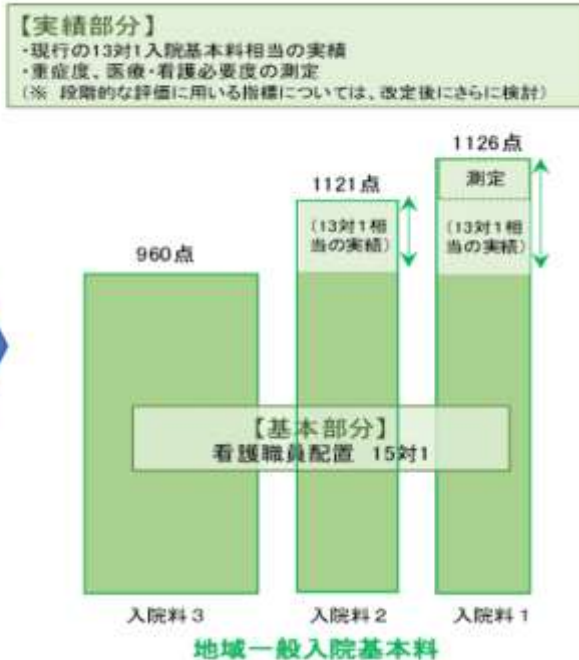 【実績部分】
・現行の13対1入院基本料相当の実績
・重症度、医療・看護必要度の測定
(※ 段階的な評価に用いる指標については、改定後にさらに検討)
1126点
1121点
測定
(13対1相
当の実績)
(13対1相
当の実績)
960点
【基本部分】
看護職員配置 15対1
入院料3
入院料2
入院料1
地域一般入院基本料